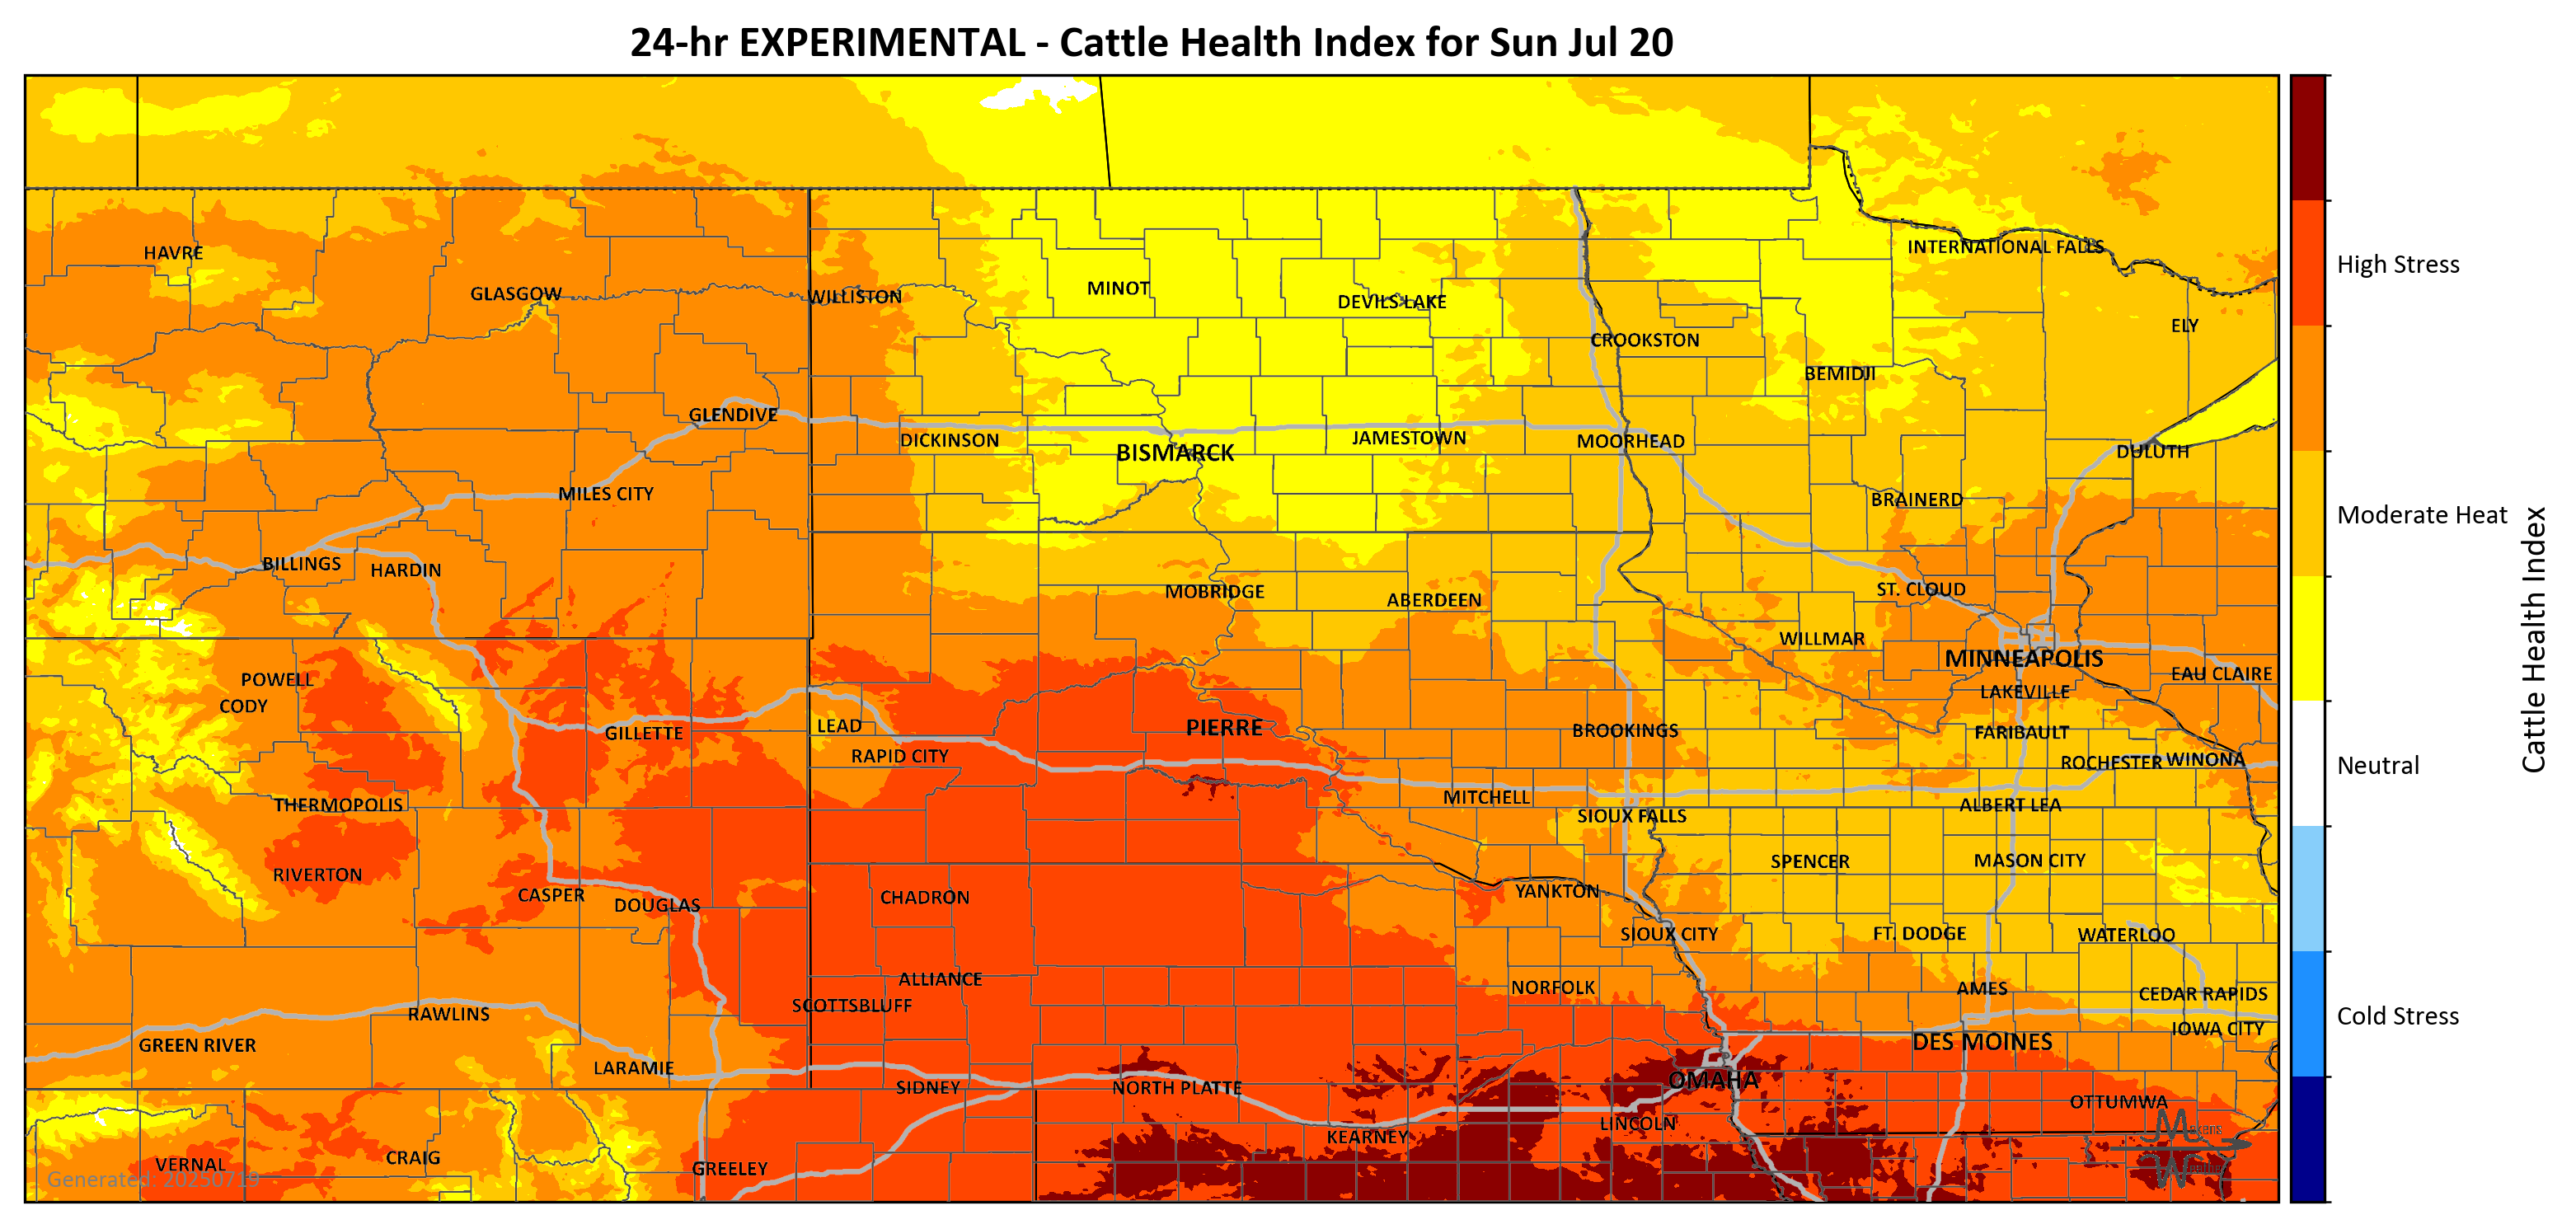 24-hr EXPERIMENTAL - Cattle Health Index for Sun Jul 20
HAVRE
GLASGOW
WILLISTON
MINOT
DEVILS LAKE
CROOKSTON
INTERNATIONAL FALLS
ELY
BEMIDJI
GLENDIVE
DICKINSON
BISMARCK
JAMESTOWN
MOORHEAD
DULUTH
MILES CITY
BRAINERD
BILLINGS
HARDIN
MOBRIDGE
ABERDEEN
ST. CLOUD
WILLMAR
MINNEAPOLIS
EAU CLAIRE
POWELL
CODY
LAKEVILLE
GILLETTE
LEAD
PIERRE
BROOKINGS
FARIBAULT
RAPID CITY
ROCHESTER
WINONA
THERMOPOLIS
MITCHELL
SIOUX FALLS
ALBERT LEA
RIVERTON
SPENCER
MASON CITY
CASPER
DOUGLAS
CHADRON
YANKTON
SIOUX CITY
FT. DODGE
WATERLOO
ALLIANCE
SCOTTSBLUFF
NORFOLK
AMES
CEDAR RAPIDS
RAWLINS
GREEN RIVER
IOWA CITY
DES MOINES
LARAMIE
SIDNEY
NORTH PLATTE
OMAHA
OTTUMWA
LINCOLN
KEARNEY
VERNAL
CRAIG
GREELEY
Generated: 20250719
High Stress
Moderate Heat
Neutral
Cold Stress
Cattle Health Index